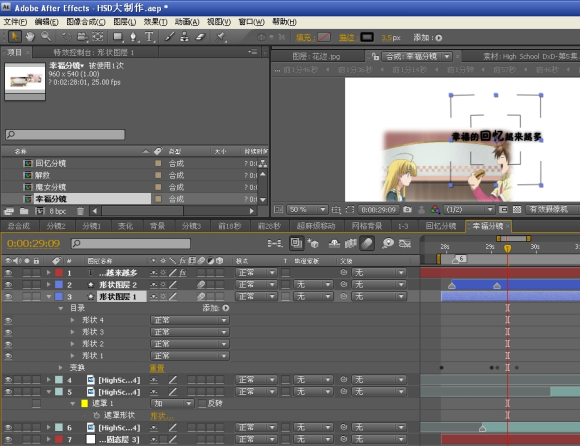 Adobe After Effects - HSD大制作.aep *
文件(F) 编辑(E) 图像合成(C) 图层(L) 效果(T) 动画(A) 视图(V) 窗口(W) 帮助(H)
填充: 描边: 3.5px 添加:
项目 特效控制台: 形状图层 1
图层: 花边.jpg 合成: 幸福分镜 素材: High School DxD-第5集
幸福分镜 被使用1次
960 x 540 (1.00)
? 0:02:28:01, 25.00 fps
幸福的回忆越来越多
名称 类型 大小
回忆分镜 合成
解救 合成
魔女分镜 合成
幸福分镜 合成
8 bpc
50 % 0:00:29:09 (1/2) 有效摄像机
总合成 分镜2 分镜1 变化 背景 分镜3 前18秒 前20秒 超麻烦移动 网格背景 1-3 回忆分镜 幸福分镜
0:00:29:09
28s 29s 30s 31s
# 图层名称 模式 T 轨道蒙板 父级
1 ...越来越多 正常 无
2 形状图层 2 正常 无 无
3 形状图层 1 正常 无 无
目录 添加:
形状 4 正常
形状 3 正常
形状 2 正常
形状 1 正常
变换 重置
4 [HighSc...4] 正常 无 无
5 [HighSc...4] 正常 无 无
遮罩 1 加 反转
遮罩形状 形状...
6 [HighSc...4] 正常 无 无
7 ...固态层 3] 正常 无 无